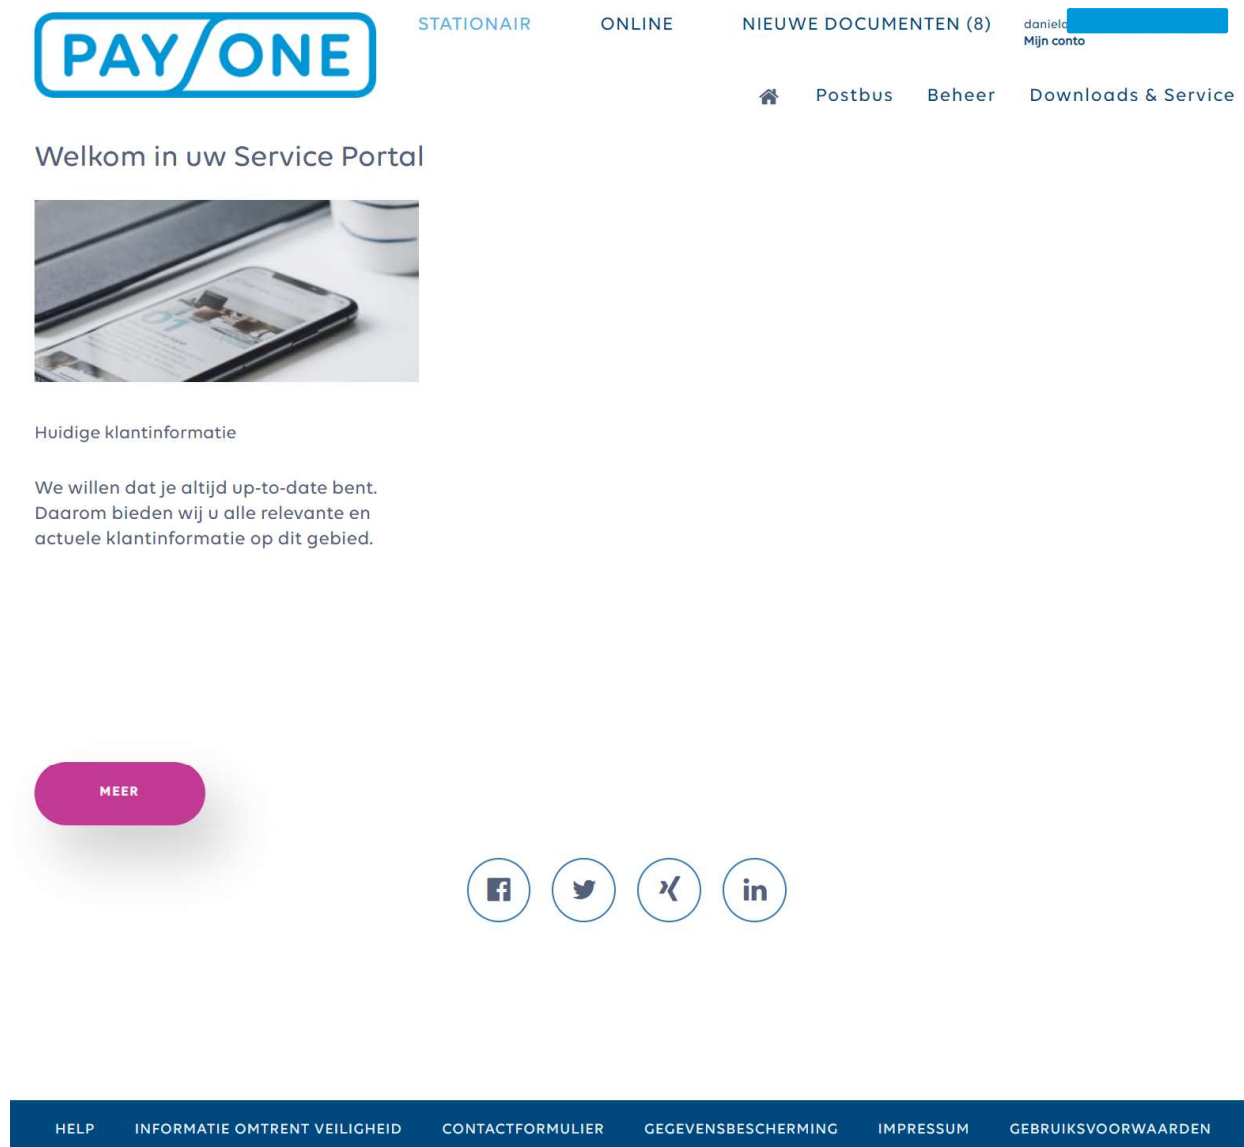 PAY/ONE
STATIONAIR ONLINE NIEUWE DOCUMENTEN (8)
Mijn conto
Postbus Beheer Downloads & Service
Welkom in uw Service Portal
01
Huidige klantinformatie
We willen dat je altijd up-to-date bent.
Daarom bieden wij u alle relevante en
actuele klantinformatie op dit gebied.
MEER
HELP INFORMATIE OMTRENT VEILIGHEID CONTACTFORMULIER GEGEVENSBESCHERMING IMPRESSUM GEBRUIKSVOORWAARDEN